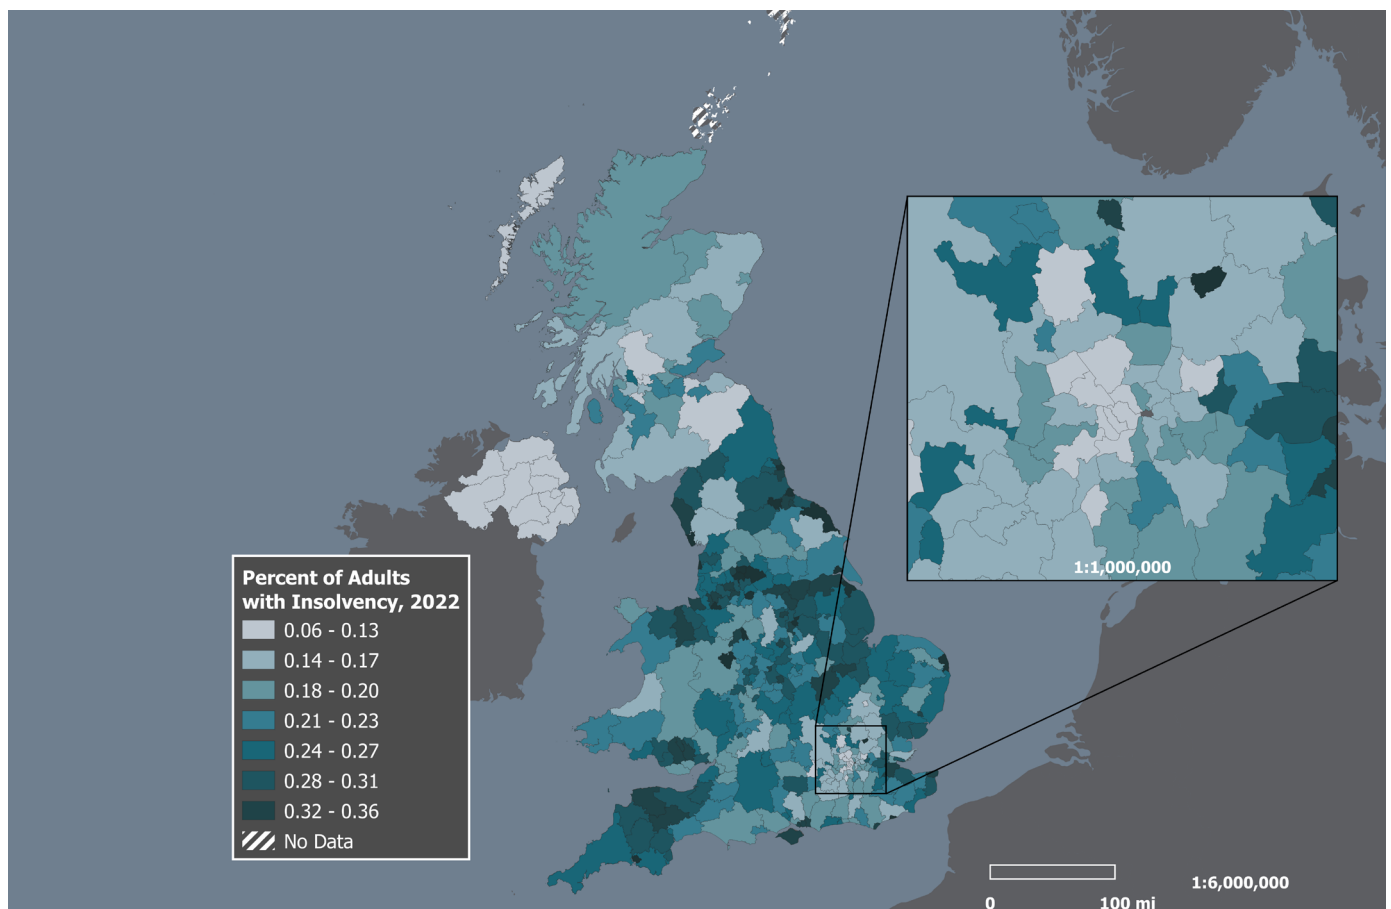 Percent of Adults
with Insolvency, 2022
0.06 - 0.13
0.14 - 0.17
0.18 - 0.20
0.21 - 0.23
0.24 - 0.27
0.28 - 0.31
0.32 - 0.36
No Data
1:1,000,000
1:6,000,000
0 100 mi